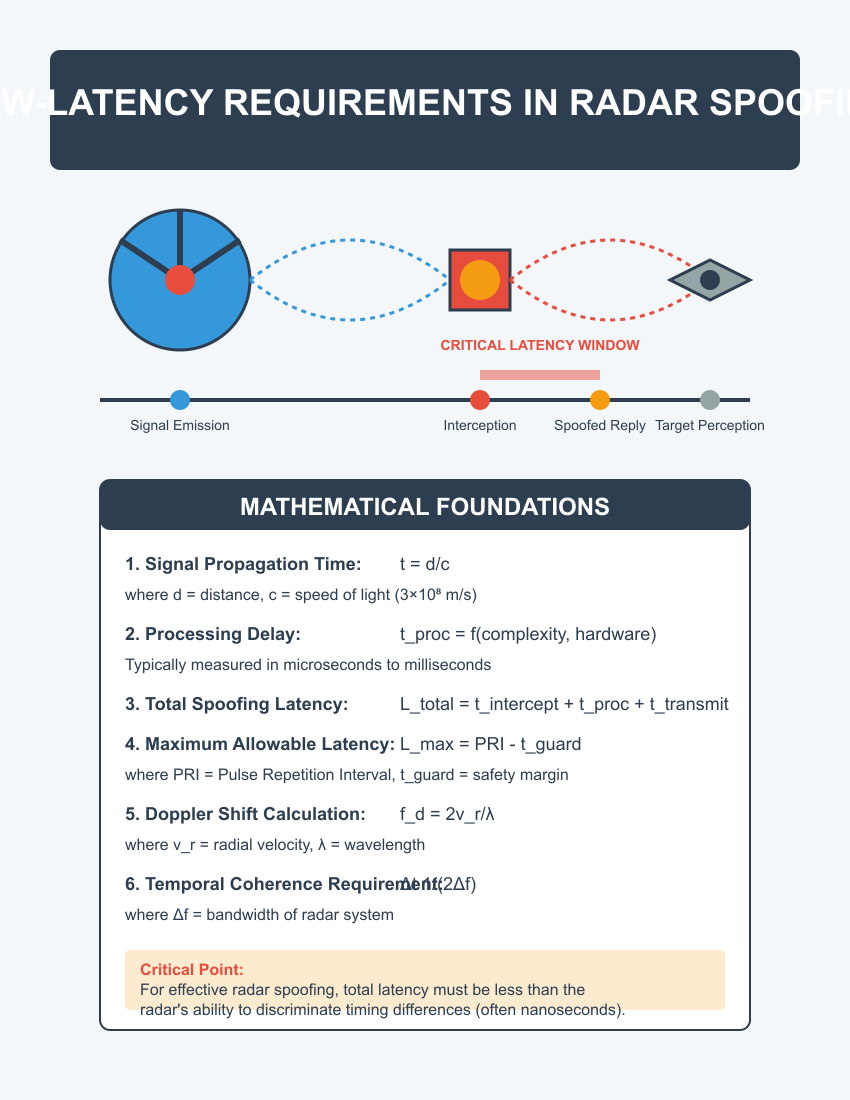 W-LATENCY REQUIREMENTS IN RADAR SPOOFI
CRITICAL LATENCY WINDOW
Signal Emission
Interception
Spoofed Reply
Target Perception
MATHEMATICAL FOUNDATIONS
1. Signal Propagation Time: t = d/c
where d = distance, c = speed of light (3×10⁸ m/s)
2. Processing Delay: t_proc = f(complexity, hardware)
Typically measured in microseconds to milliseconds
3. Total Spoofing Latency: L_total = t_intercept + t_proc + t_transmit
4. Maximum Allowable Latency: L_max = PRI - t_guard
where PRI = Pulse Repetition Interval, t_guard = safety margin
5. Doppler Shift Calculation: f_d = 2v_r/λ
where v_r = radial velocity, λ = wavelength
6. Temporal Coherence Requirement: (2Δf)
where Δf = bandwidth of radar system
Critical Point:
For effective radar spoofing, total latency must be less than the
radar's ability to discriminate timing differences (often nanoseconds).